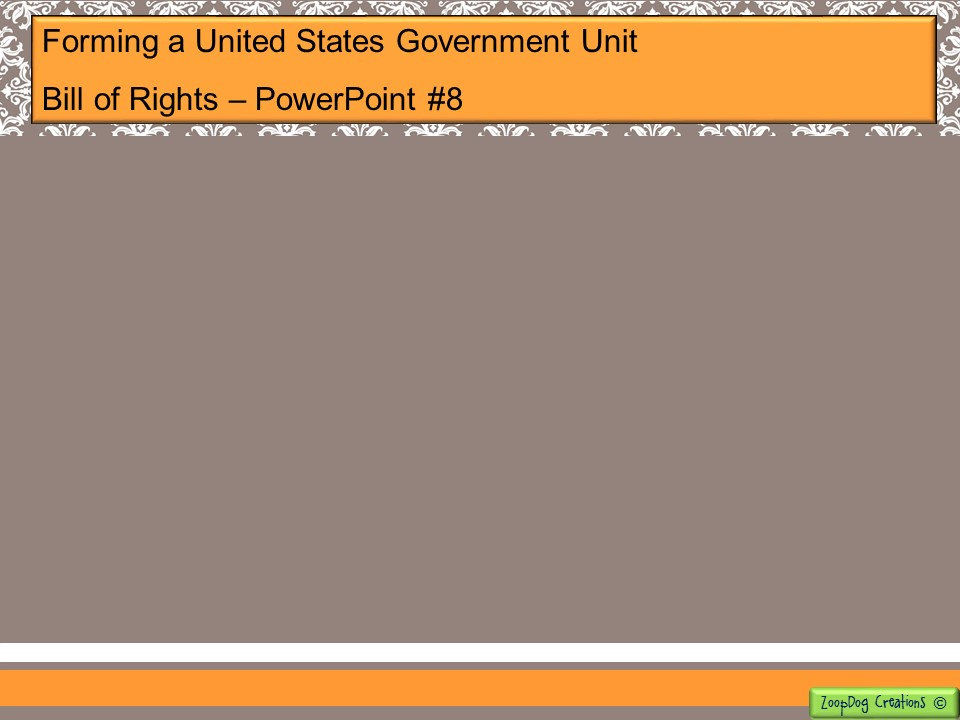 Forming a United States Government Unit
Bill of Rights – PowerPoint #8
ZoopDog Creations ©